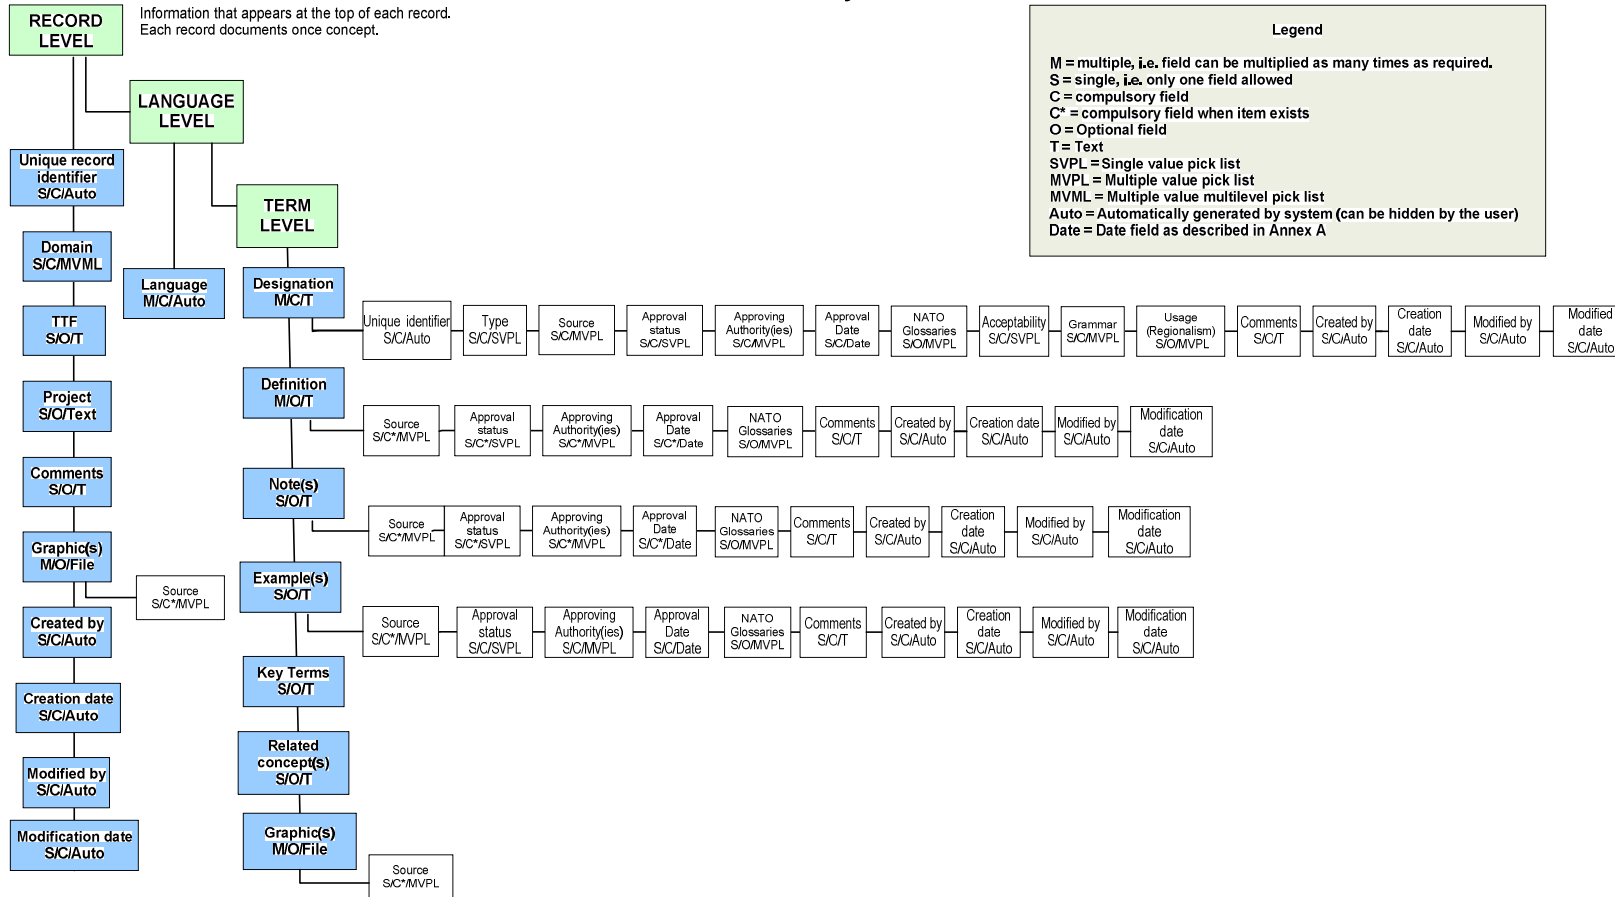 RECORD
LEVEL
Information that appears at the top of each record.
Each record documents once concept.
LANGUAGE
LEVEL
TERM
LEVEL
Legend
M = multiple, i.e. field can be multiplied as many times as required.
S = single, i.e. only one field allowed
C = compulsory field
C* = compulsory field when item exists
O = Optional field
T = Text
SVPL = Single value pick list
MVPL = Multiple value pick list
MVML = Multiple value multilevel pick list
Auto = Automatically generated by system (can be hidden by the user)
Date = Date field as described in Annex A
Unique record
identifier
S/C/Auto
Domain
S/C/MVML
TTF
S/O/T
Project
S/O/Text
Comments
S/O/T
Graphic(s)
M/O/File
Source
S/C*/MVPL
Created by
S/C/Auto
Creation date
S/C/Auto
Modified by
S/C/Auto
Modification date
S/C/Auto
Language
M/C/Auto
Designation
M/C/T
Unique identifier
S/C/Auto
Type
S/C/SVPL
Source
S/C/MVPL
Approval
status
S/C/SVPL
Approving
Authority(ies)
S/C/MVPL
Approval
Date
S/C/Date
NATO
Glossaries
S/O/MVPL
Acceptability
S/C/SVPL
Grammar
S/C/MVPL
Usage
(Regionalism)
S/O/MVPL
Comments
S/C/T
Created by
S/C/Auto
Creation
date
S/C/Auto
Modified by
S/C/Auto
Modified
date
S/C/Auto
Definition
M/O/T
Source
S/C*/MVPL
Approval
status
S/C*/SVPL
Approving
Authority(ies)
S/C*/MVPL
Approval
Date
S/C*/Date
NATO
Glossaries
S/O/MVPL
Comments
S/C/T
Created by
S/C/Auto
Creation date
S/C/Auto
Modified by
S/C/Auto
Modification
date
S/C/Auto
Note(s)
S/O/T
Source
S/C*/MVPL
Approval
status
S/C*/SVPL
Approving
Authority(ies)
S/C*/MVPL
Approval
Date
S/C*/Date
NATO
Glossaries
S/O/MVPL
Comments
S/C/T
Created by
S/C/Auto
Creation
date
S/C/Auto
Modified by
S/C/Auto
Modification
date
S/C/Auto
Example(s)
S/O/T
Source
S/C*/MVPL
Approval
status
S/C/SVPL
Approving
Authority(ies)
S/C/MVPL
Approval
Date
S/C/Date
NATO
Glossaries
S/O/MVPL
Comments
S/C/T
Created by
S/C/Auto
Creation
date
S/C/Auto
Modified by
S/C/Auto
Modification
date
S/C/Auto
Key Terms
S/O/T
Related
concept(s)
S/O/T
Graphic(s)
M/O/File
Source
S/C*/MVPL